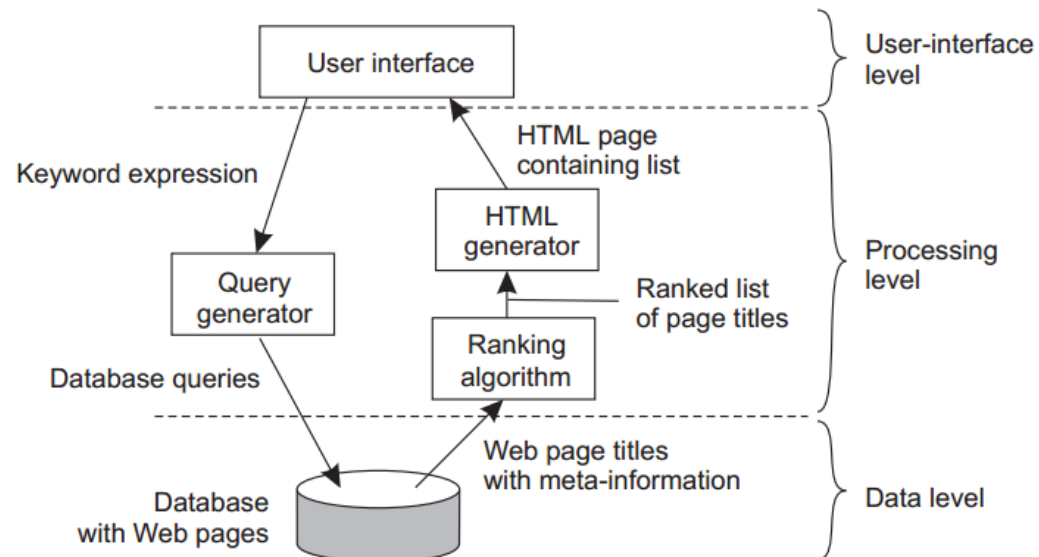 User interface
User-interface
level
Keyword expression
HTML page
containing list
HTML
generator
Processing
level
Query
generator
Ranked list
of page titles
Ranking
algorithm
Database queries
Web page titles
with meta-information
Database
with Web pages
Data level